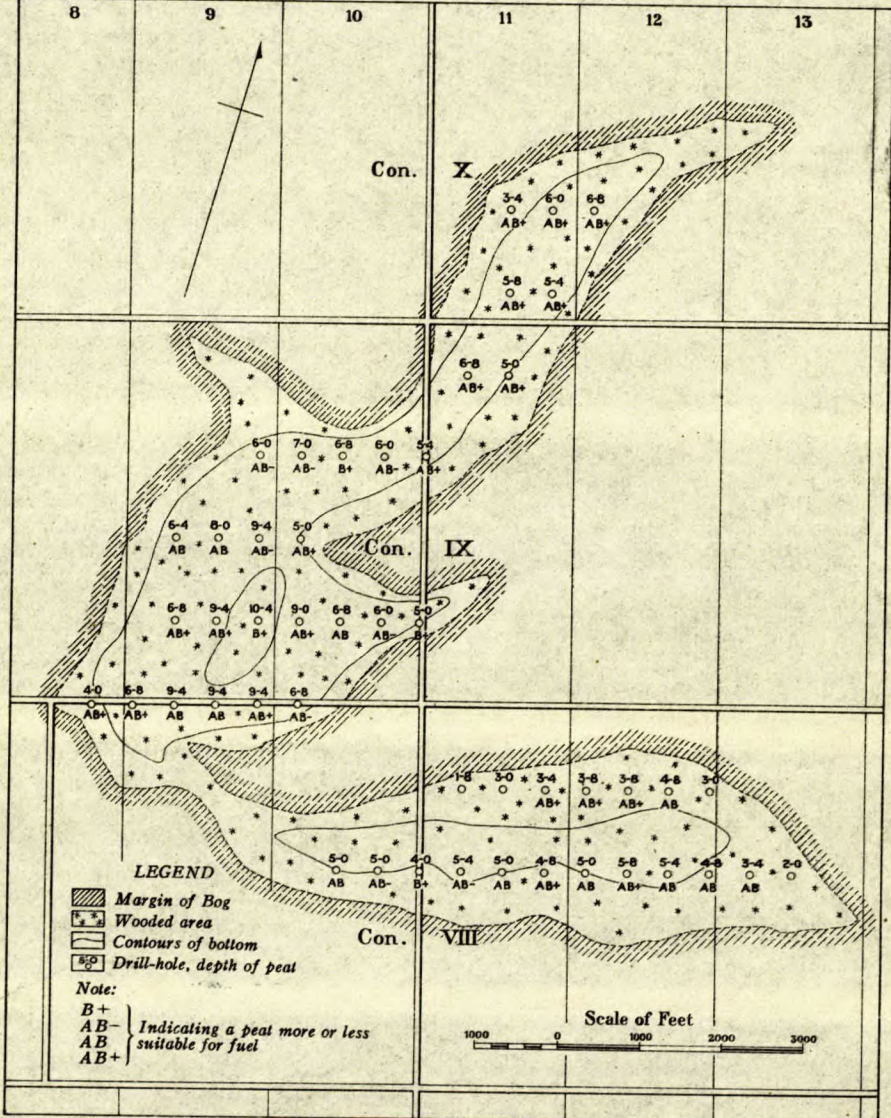 8 9 10 11 12 13
Con. X
3-4 6-0 6-8
AB+ AB+ AB+
5-8 5-4
AB+ AB+
6-8 5-0
AB+ AB+
6-0 7-0 6-8 6-0 5-4
AB- AB- B+ AB- AB+
6-4 8-0 9-4 5-0
AB AB AB- AB+
Con. IX
6-8 9-4 10-4 9-0 6-8 6-0 5-0
AB+ AB+ B+ AB+ AB AB- B+
4-0 6-8 9-4 9-4 9-4 6-8
AB+ AB+ AB AB AB+ AB-
1-8 3-0 3-4 3-8 3-8 4-8 3-0
AB+ AB+ AB+ AB
5-0 5-0 4-0 5-4 5-0 4-8 5-0 5-8 5-4 4-8 3-4 2-0
AB AB- B+ AB- AB AB+ AB AB+ AB AB AB
Con. VIII
LEGEND
Margin of Bog
Wooded area
Contours of bottom
Drill-hole, depth of peat
Note:
B+
AB-
AB
AB+
Indicating a peat more or less
suitable for fuel
Scale of Feet
1000 0 1000 2000 3000